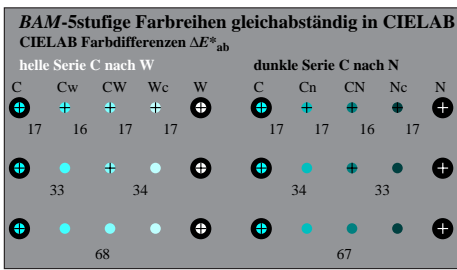 BAM-5stufige Farbreihen gleichabständig in CIELAB
CIELAB Farbdifferenzen ΔE*ab
helle Serie C nach W dunkle Serie C nach N
C Cw CW Wc W C Cn CN Nc N
17 16 17 17 17 17 16 17
33 34 34 33
68 67